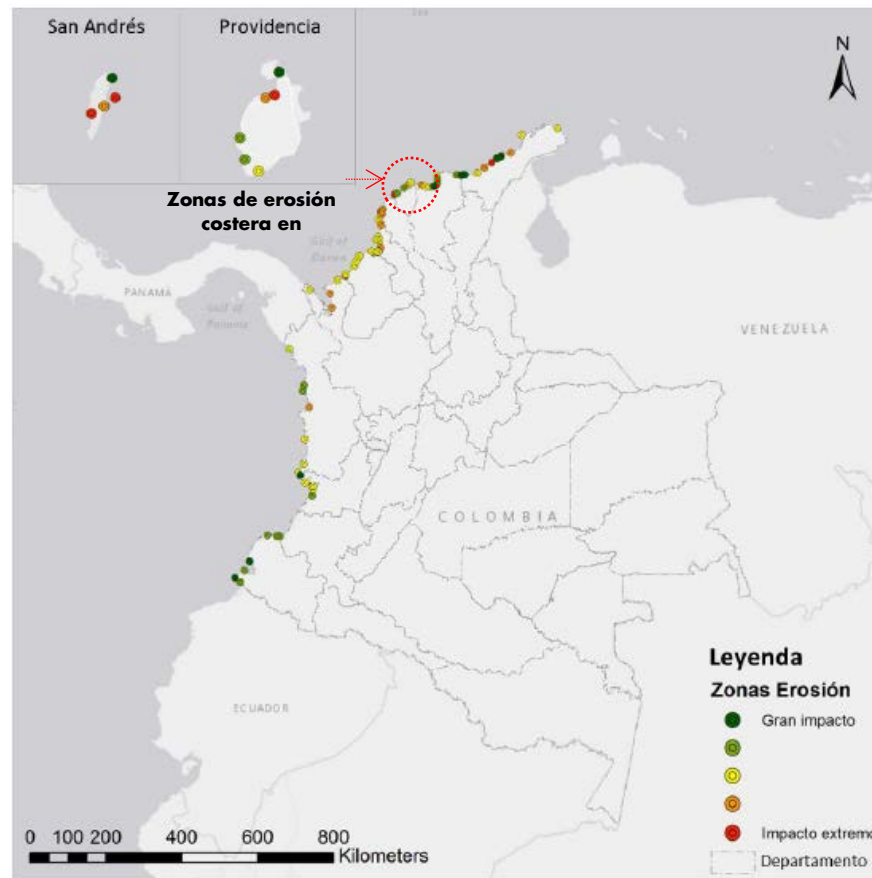 San Andrés
Providencia
N
Zonas de erosión
costera en
Gulf of
Darien
PANAMÁ
Gulf of
Panama
VENEZUELA
COLOMBIA
ECUADOR
Leyenda
Zonas Erosión
Gran impacto
Impacto extremo
Departamento
0 100 200 400 600 800
Kilometers